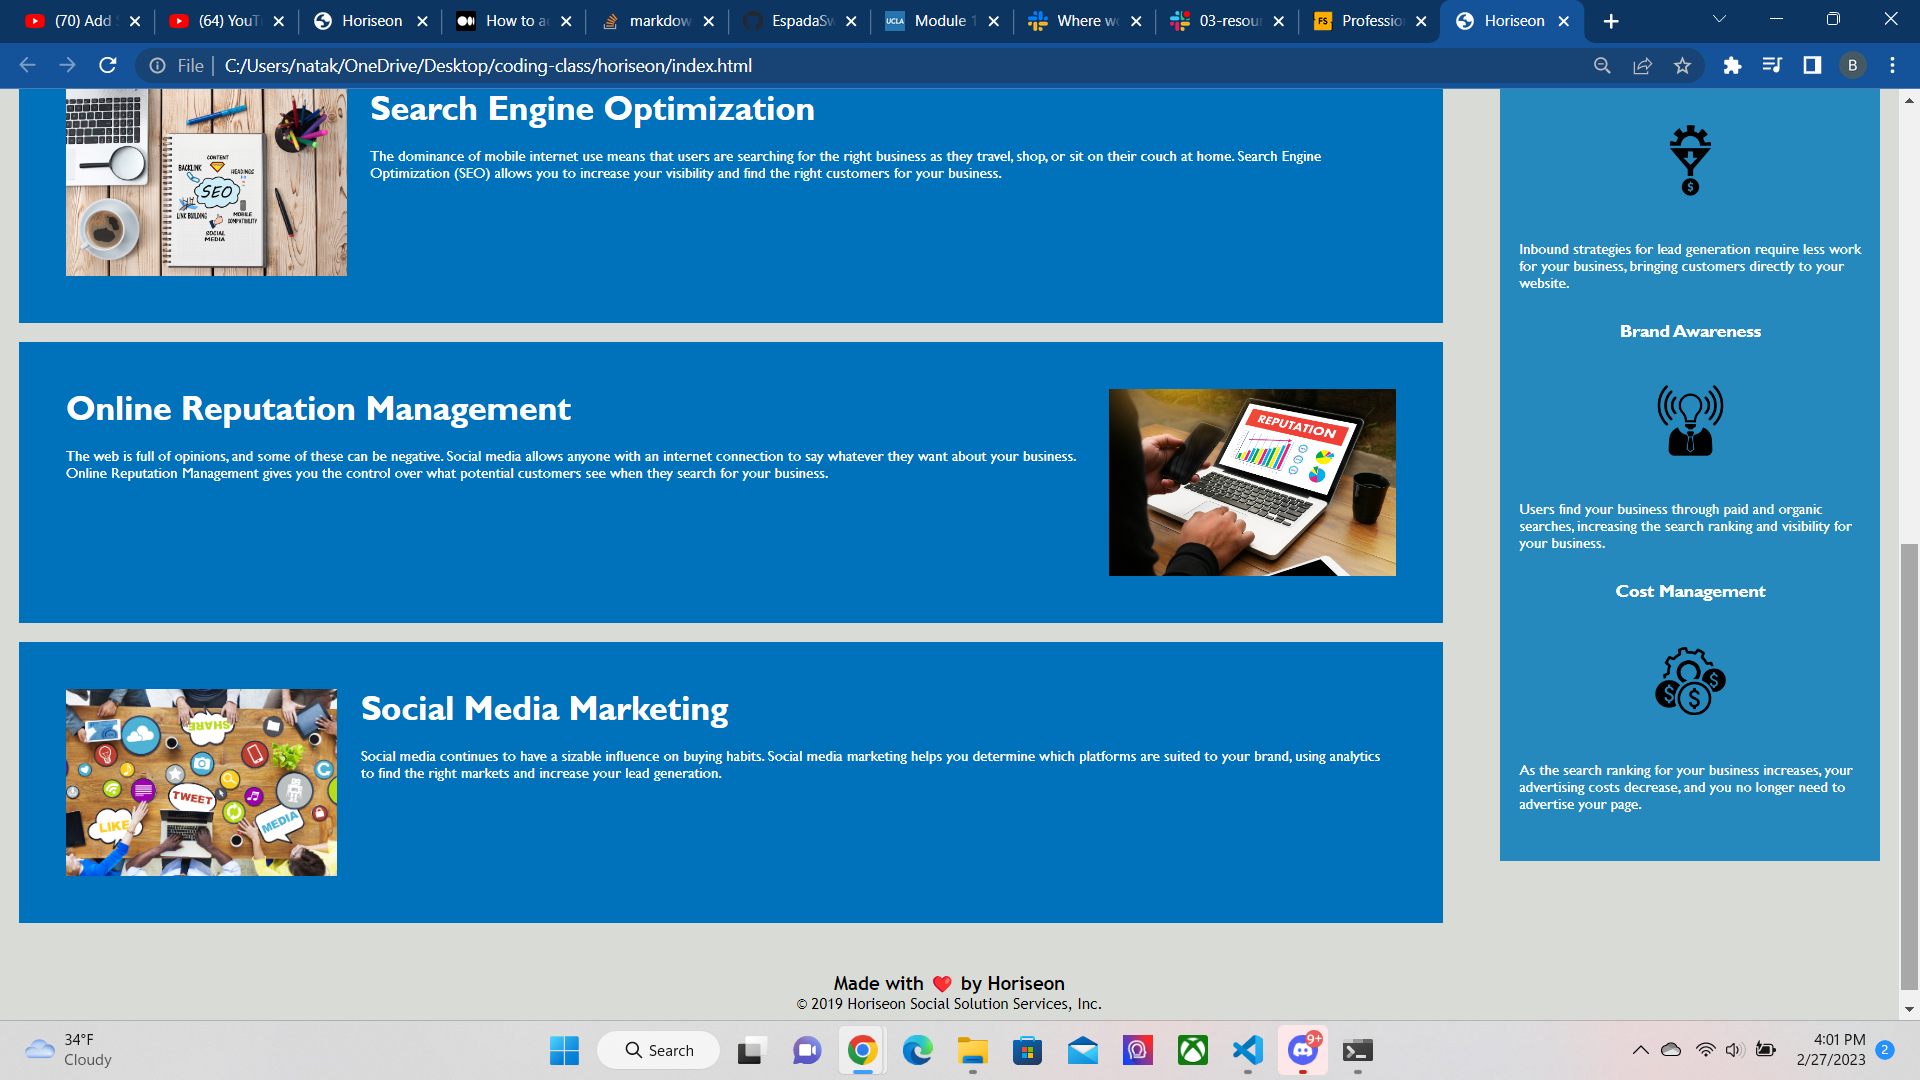 (70) Add
(64) YouT
Horiseon
How to a
markdow
EspadaSw
UCLA
Module 1
Where w
03-resour
FS
Professio
Horiseon
File
C:/Users/natak/OneDrive/Desktop/coding-class/horiseon/index.html
B
Search Engine Optimization
The dominance of mobile internet use means that users are searching for the right business as they travel, shop, or sit on their couch at home. Search Engine
Optimization (SEO) allows you to increase your visibility and find the right customers for your business.
CONTENT
BACKLINK
HEADINGS
SEO
LINK BUILDING
MOBILE
COMPATIBILITY
SOCIAL
MEDIA
Online Reputation Management
The web is full of opinions, and some of these can be negative. Social media allows anyone with an internet connection to say whatever they want about your business.
Online Reputation Management gives you the control over what potential customers see when they search for your business.
REPUTATION
Social Media Marketing
Social media continues to have a sizable influence on buying habits. Social media marketing helps you determine which platforms are suited to your brand, using analytics
to find the right markets and increase your lead generation.
SHARE
TWEET
LIKE
MEDIA
$
Inbound strategies for lead generation require less work
for your business, bringing customers directly to your
website.
Brand Awareness
Users find your business through paid and organic
searches, increasing the search ranking and visibility for
your business.
Cost Management
$ $ $
As the search ranking for your business increases, your
advertising costs decrease, and you no longer need to
advertise your page.
Made with ❤️ by Horiseon
© 2019 Horiseon Social Solution Services, Inc.
34°F
Cloudy
Search
9+
4:01 PM
2/27/2023
2